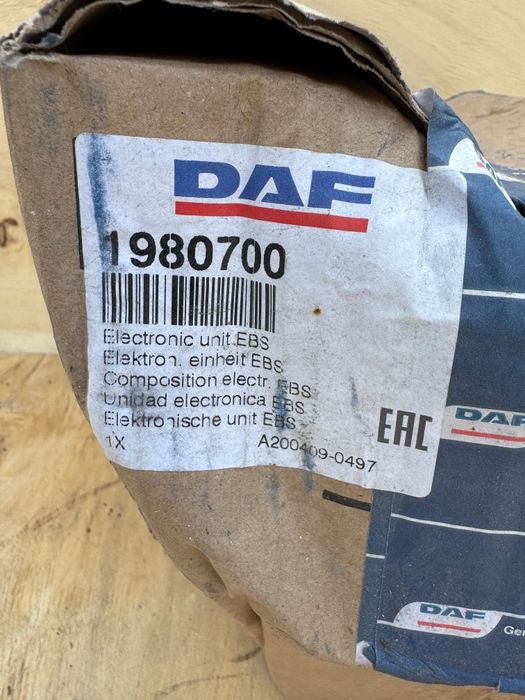 DAF
1980700
Electronic unit EBS
Elektron. einheit EBS
Composition electr. EBS
Unidad electronica EBS
Elektronische unit EBS
1X
A200409-0497
EAC
DAF
DAF